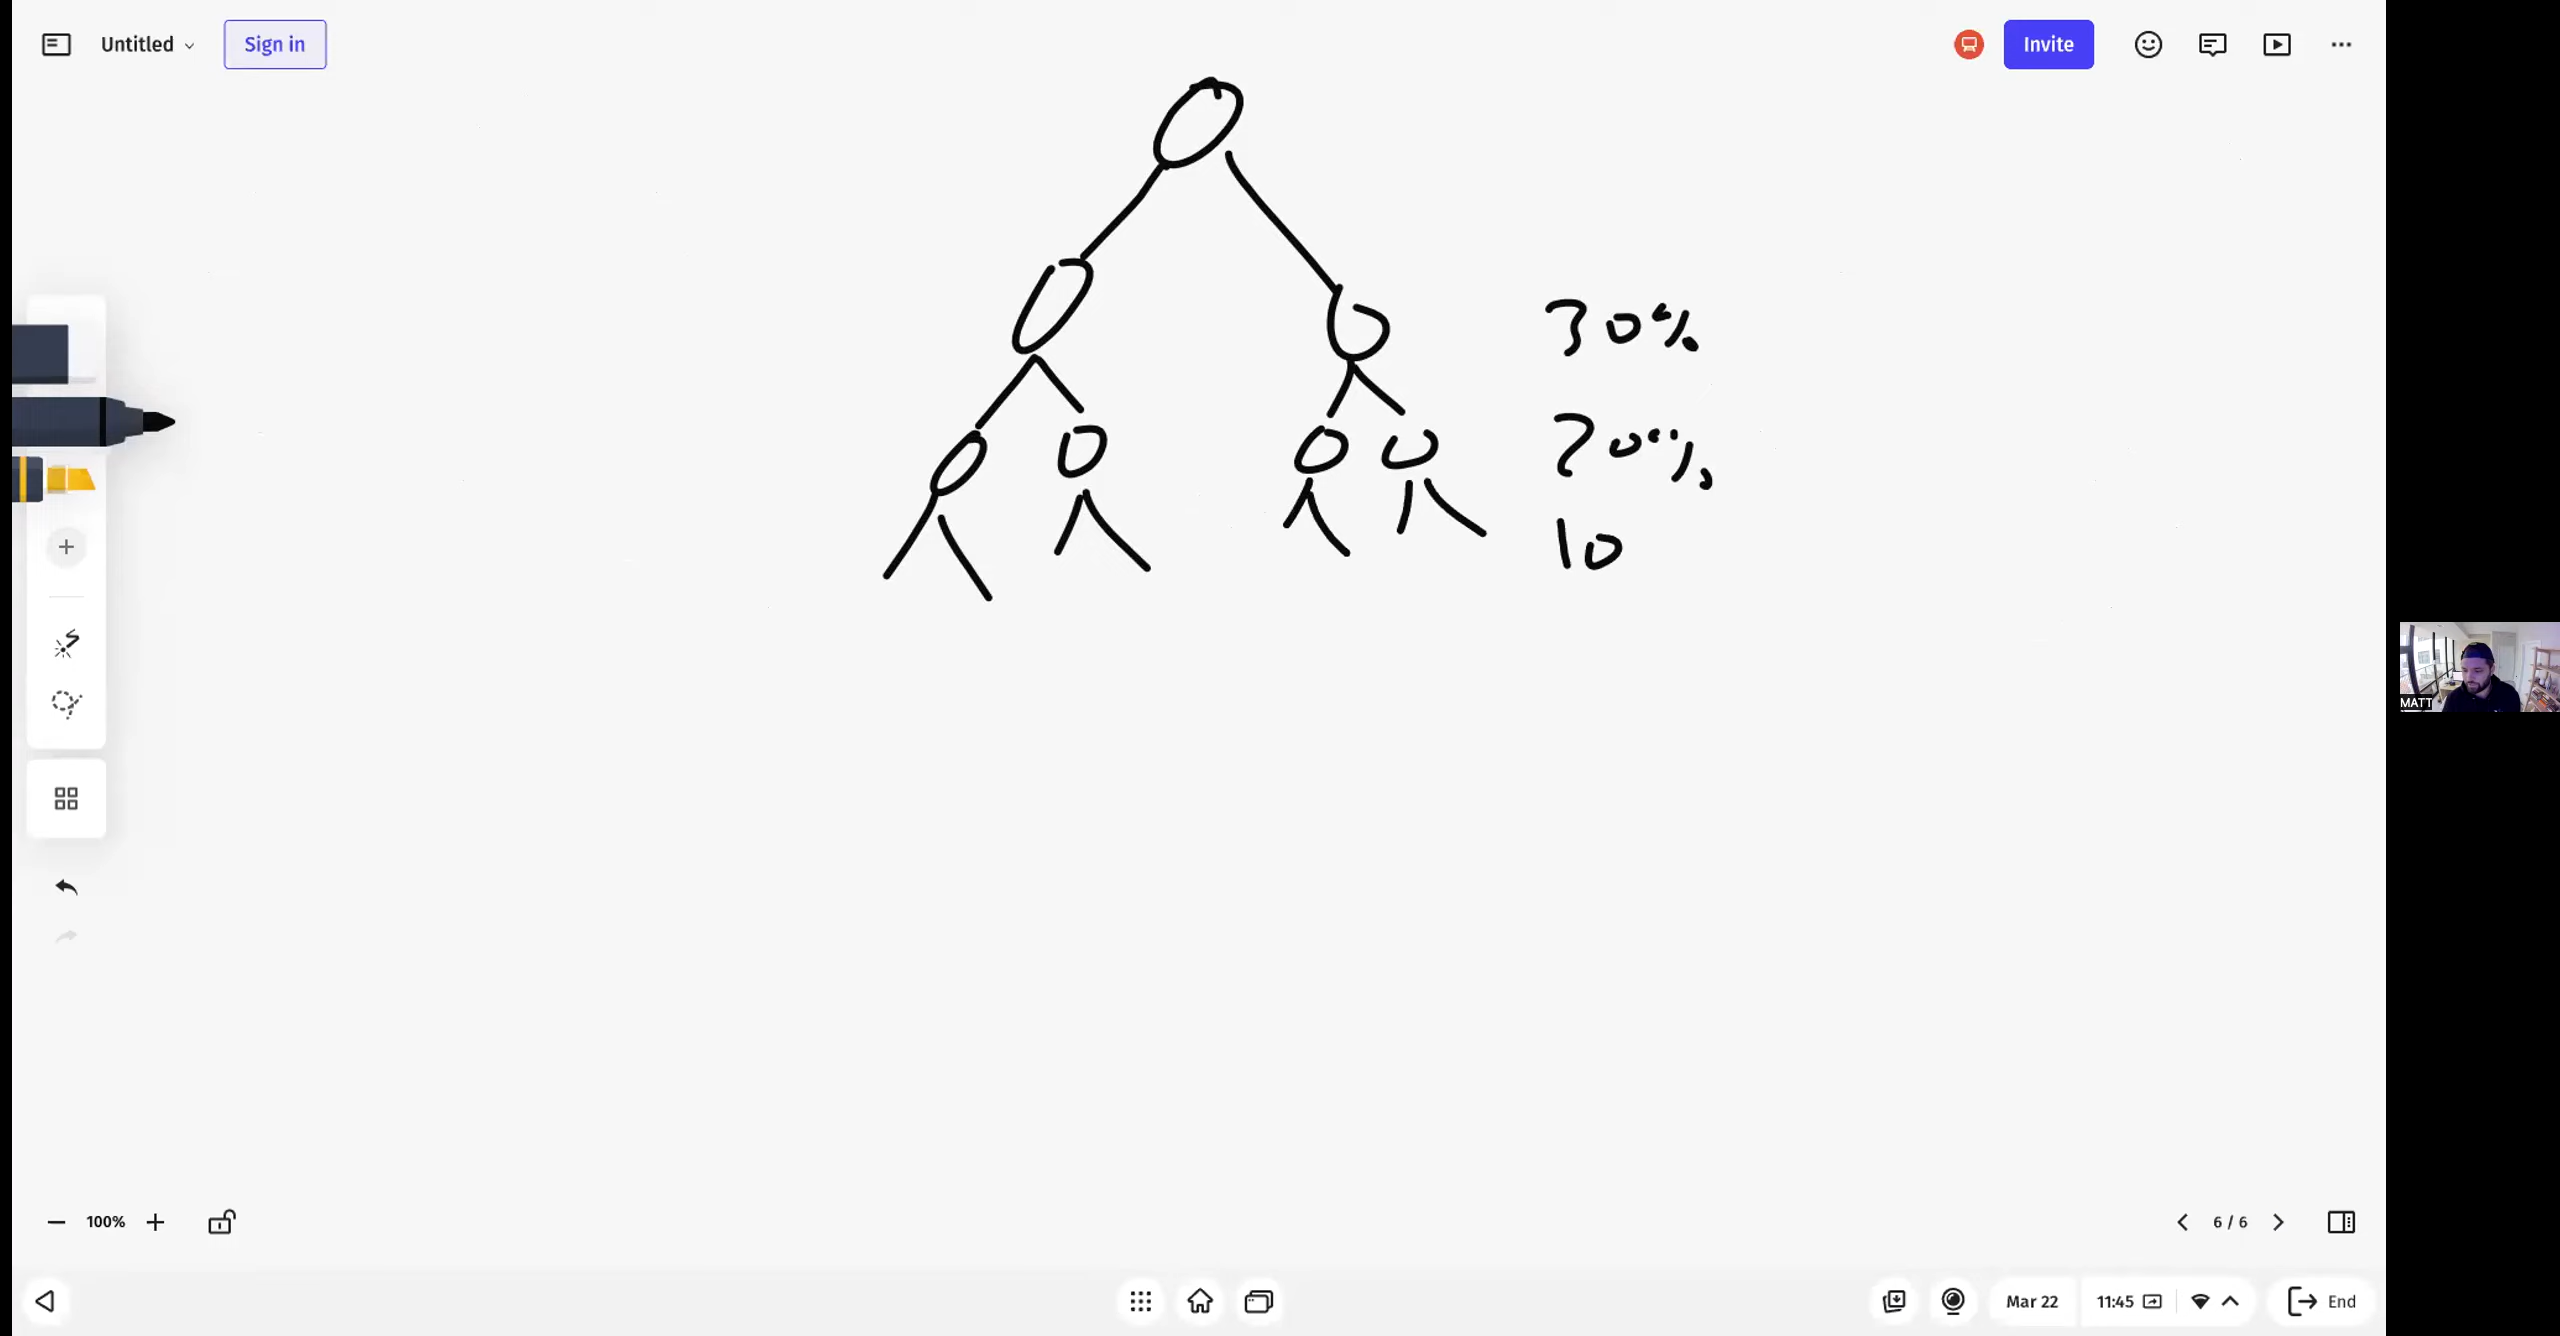 Untitled
Sign in
Invite
30%
20%
10
MATT
100%
6 / 6
Mar 22
11:45
End